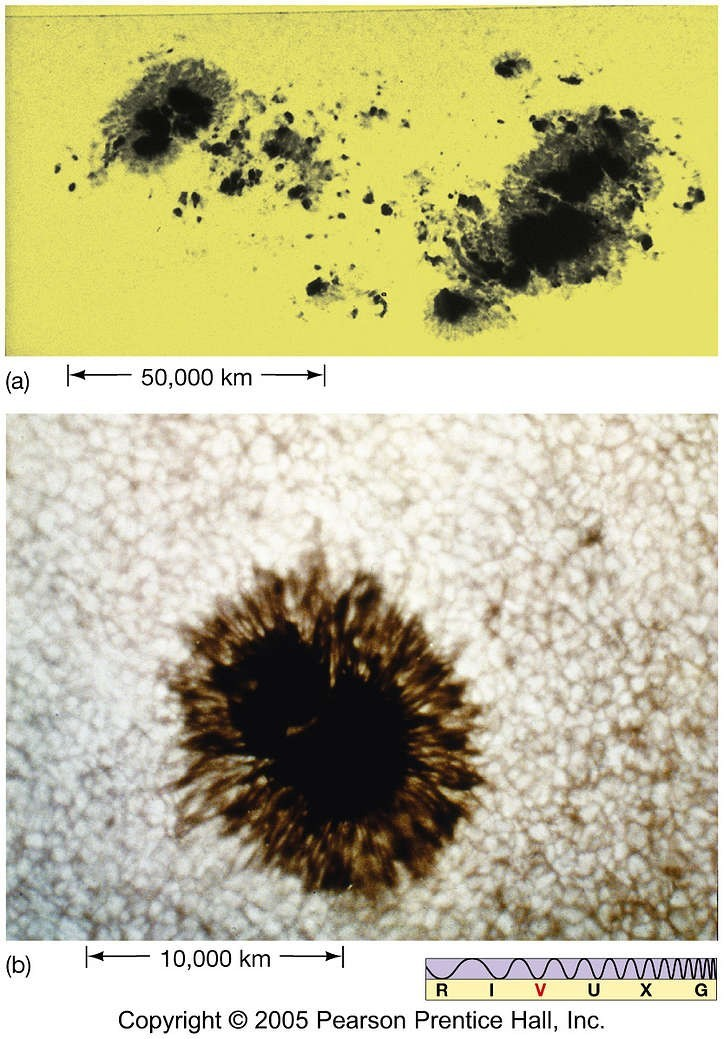 (a)
50,000 km
(b)
10,000 km
R I V U X G
Copyright © 2005 Pearson Prentice Hall, Inc.